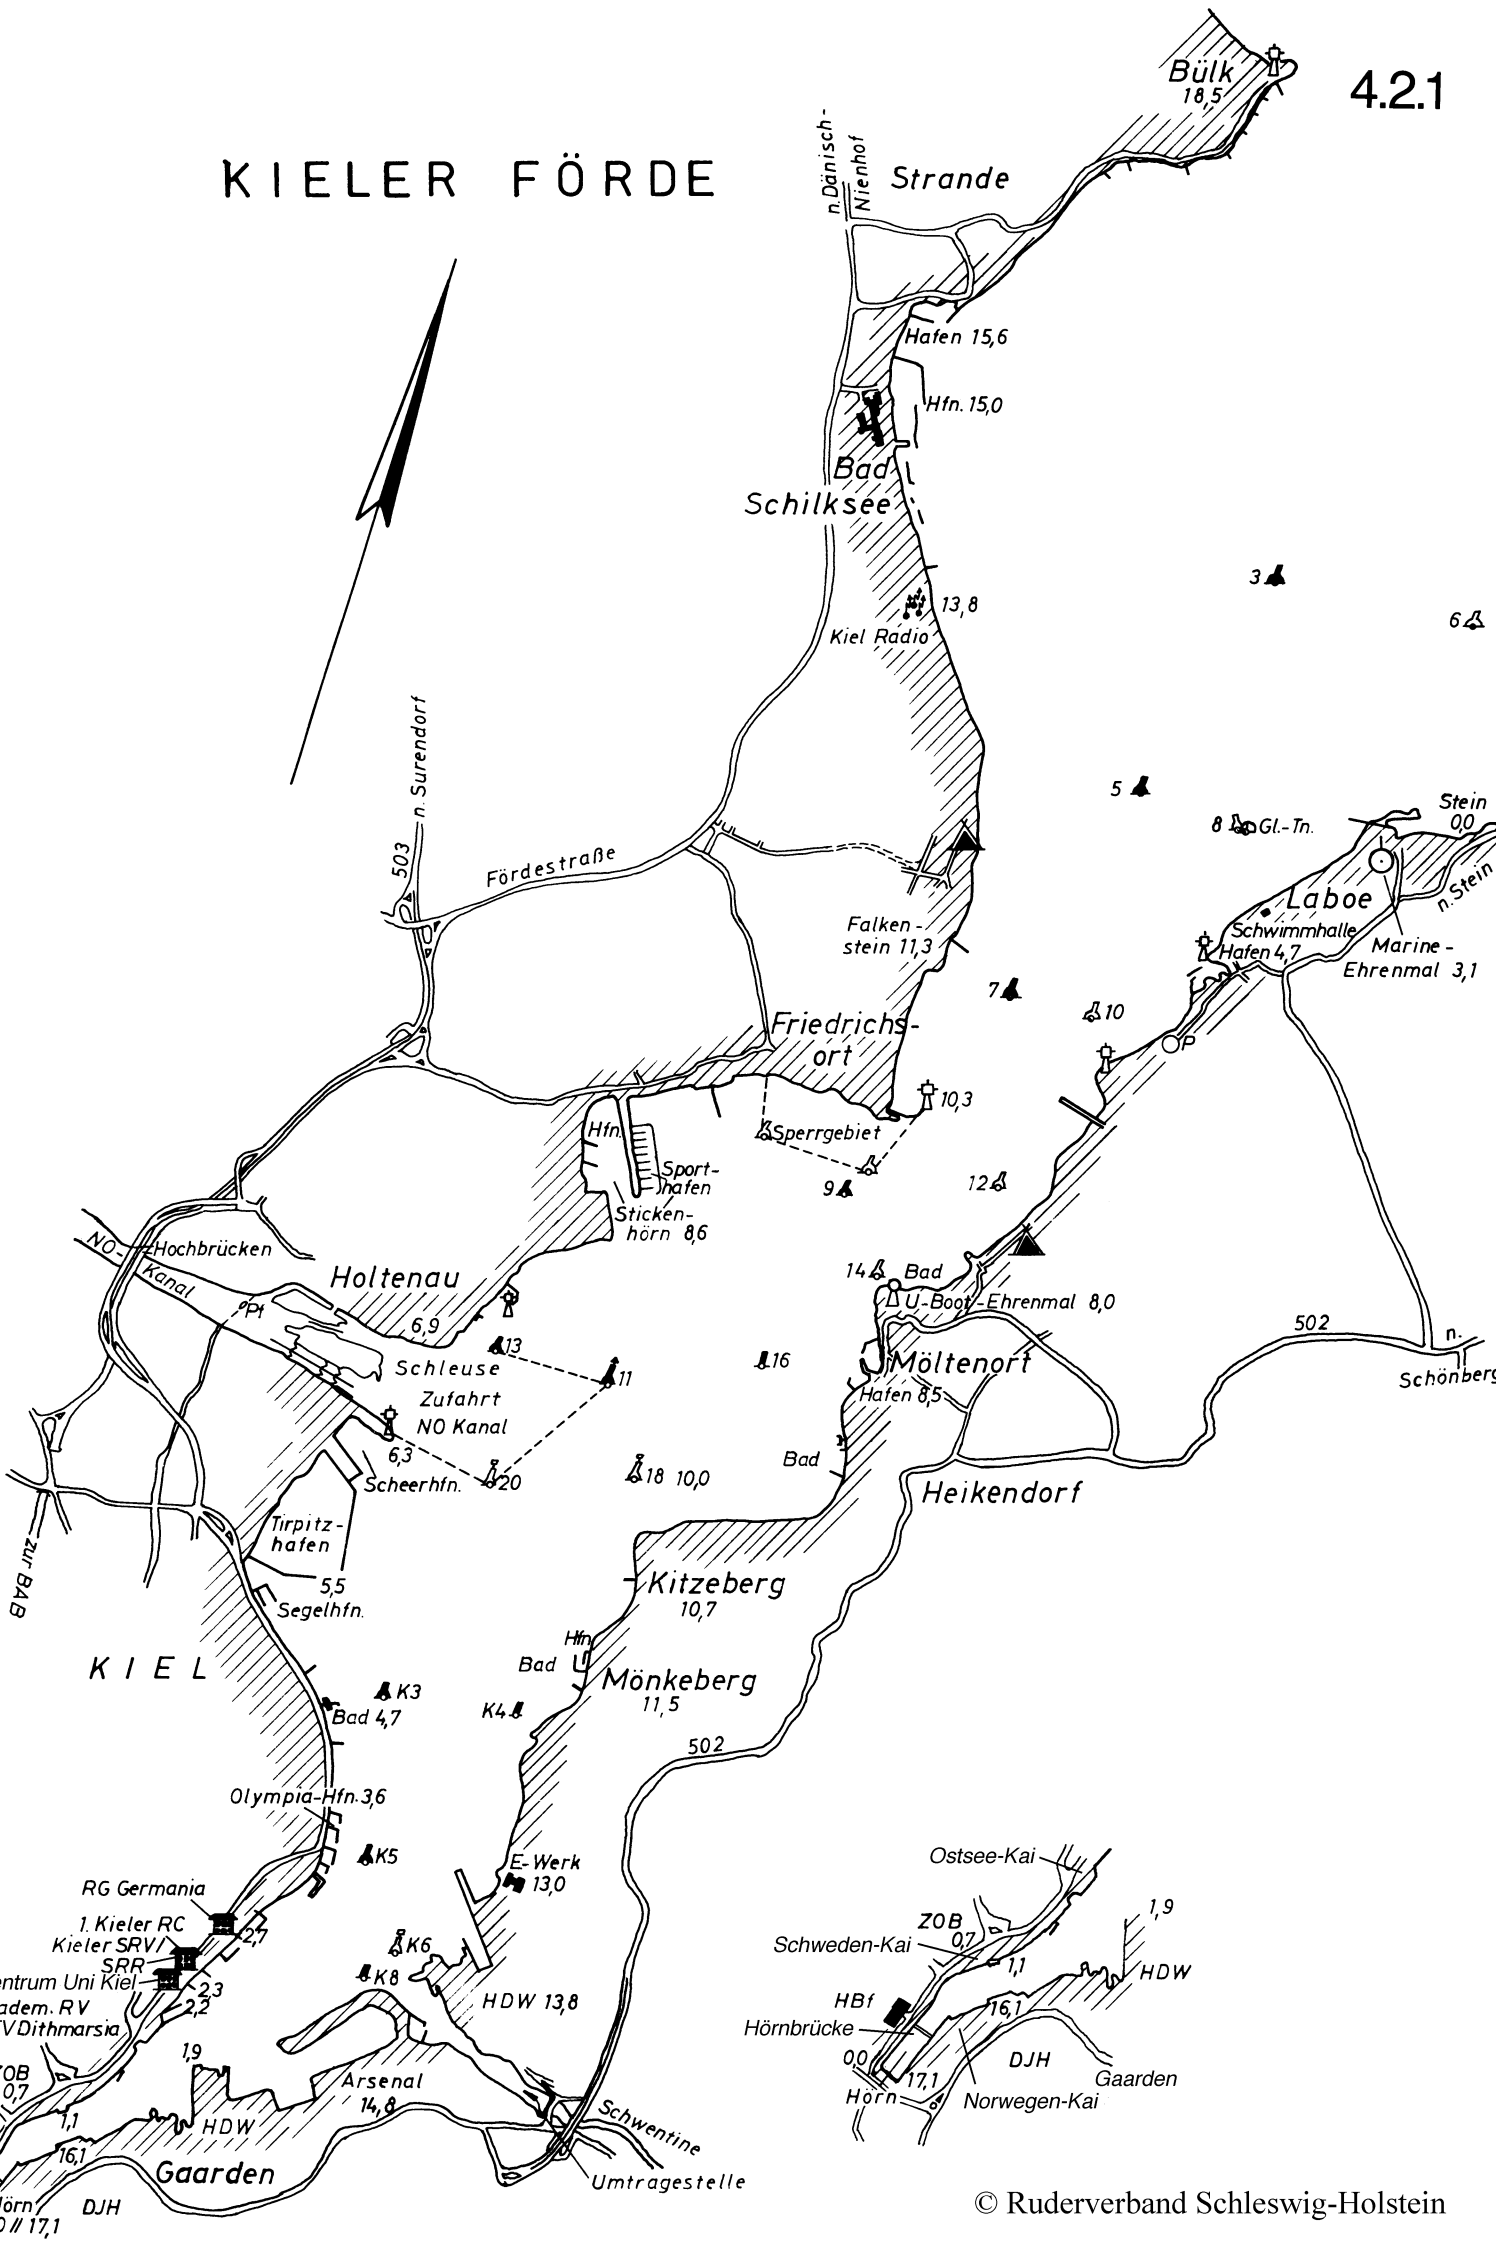 4.2.1
Bülk
18,5
KIELER FÖRDE
n. Dänisch-
Nienhof
Strande
Hafen 15,6
Hfn. 15,0
Bad
Schilksee
3
13,8
6
Kiel Radio
n. Surendorf
503
Fördestraße
5
8 Gl.-Tn.
Stein
0,0
n. Stein
Laboe
Schwimmhalle
Hafen 4,7
Marine-
Ehrenmal 3,1
Falken-
stein 11,3
7
10
Friedrichs-
ort
P
10,3
Hfn.
Sperrgebiet
Sport-
hafen
9
12
Sticken-
hörn 8,6
NO-
Kanal
Hochbrücken
Pf
Holtenau
6,9
14
Bad
U-Boot-Ehrenmal 8,0
13
11
16
Schleuse
Zufahrt
NO Kanal
Möltenort
Hafen 8,5
502
n.
Schönberg
6,3
Scheerhfn.
20
18 10,0
Bad
Heikendorf
Tirpitz-
hafen
5,5
Segelhfn.
zur BAB
Kitzeberg
10,7
KIEL
Hfn
Bad
Mönkeberg
11,5
K3
K4
Bad 4,7
502
Olympia-Hfn. 3,6
K5
E-Werk
13,0
RG Germania
1. Kieler RC
Kieler SRV/
SRR
entrum Uni Kiel
adem. RV
V Dithmarsia
2,7
2,3
2,2
K6
K8
HDW 13,8
1,9
OB
0,7
1,1
HDW
Arsenal
14,8
16,1
Gaarden
Schwentine
Umtragestelle
DJH
örn
0 // 17,1
Ostsee-Kai
ZOB
0,7
Schweden-Kai
1,9
1,1
HDW
HBf
Hörnbrücke
16,1
0,0
DJH
17,1
Hörn
Norwegen-Kai
Gaarden
© Ruderverband Schleswig-Holstein